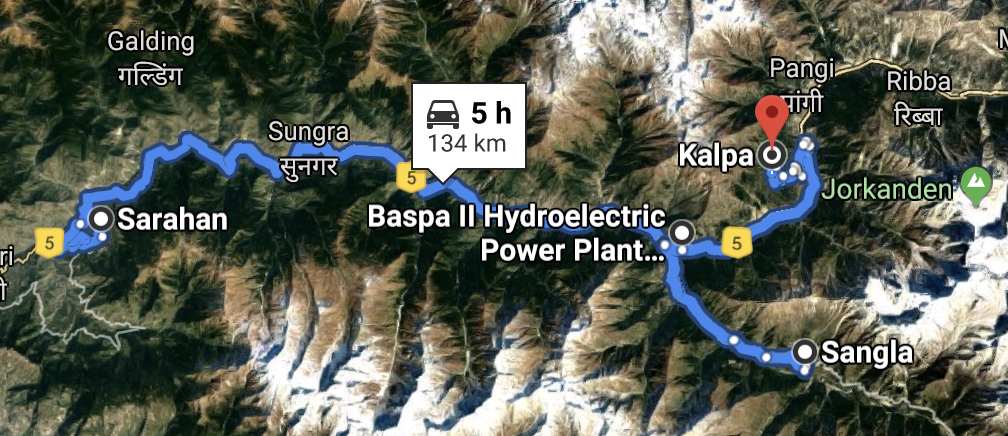 Galding
गल्डिंग
Sungra
सुनगर
5 h
134 km
5
Pangi
पांगी
Ribba
रिब्बा
Kalpa
Jorkanden
Sarahan
5
Baspa II Hydroelectric
Power Plant...
5
Sangla